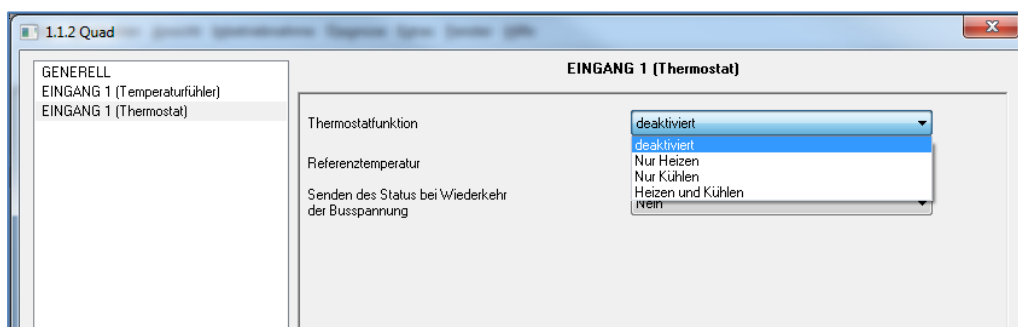 1.1.2 Quad
GENERELL
EINGANG 1 (Temperaturfühler)
EINGANG 1 (Thermostat)
EINGANG 1 (Thermostat)
Thermostatfunktion
deaktiviert
deaktiviert
Nur Heizen
Nur Kühlen
Heizen und Kühlen
Referenztemperatur
Senden des Status bei Wiederkehr
der Busspannung
Nein